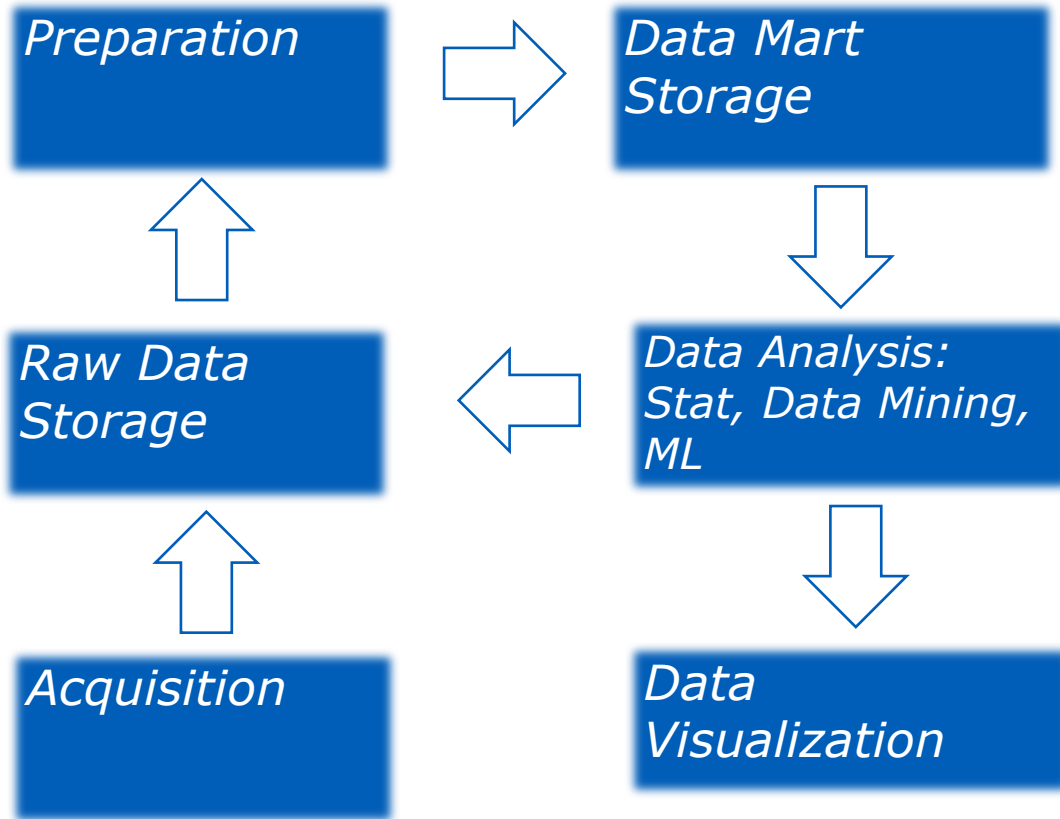 Preparation
Data Mart
Storage
Raw Data
Storage
Data Analysis:
Stat, Data Mining,
ML
Acquisition
Data
Visualization